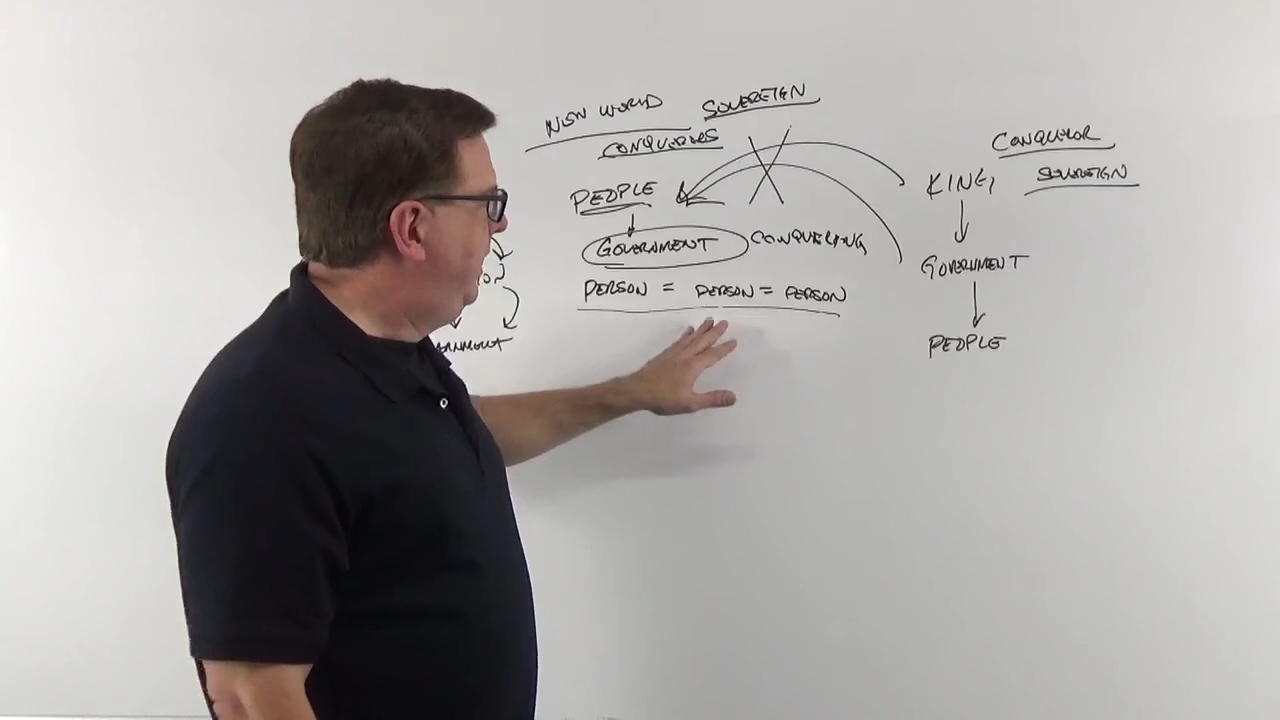 NEW WORLD
SOVEREIGN
CONQUERORS
PEOPLE
GOVERNMENT
CONQUERING
PERSON = PERSON = PERSON
CONQUEROR
KING,
SOVEREIGN
GOVERNMENT
PEOPLE